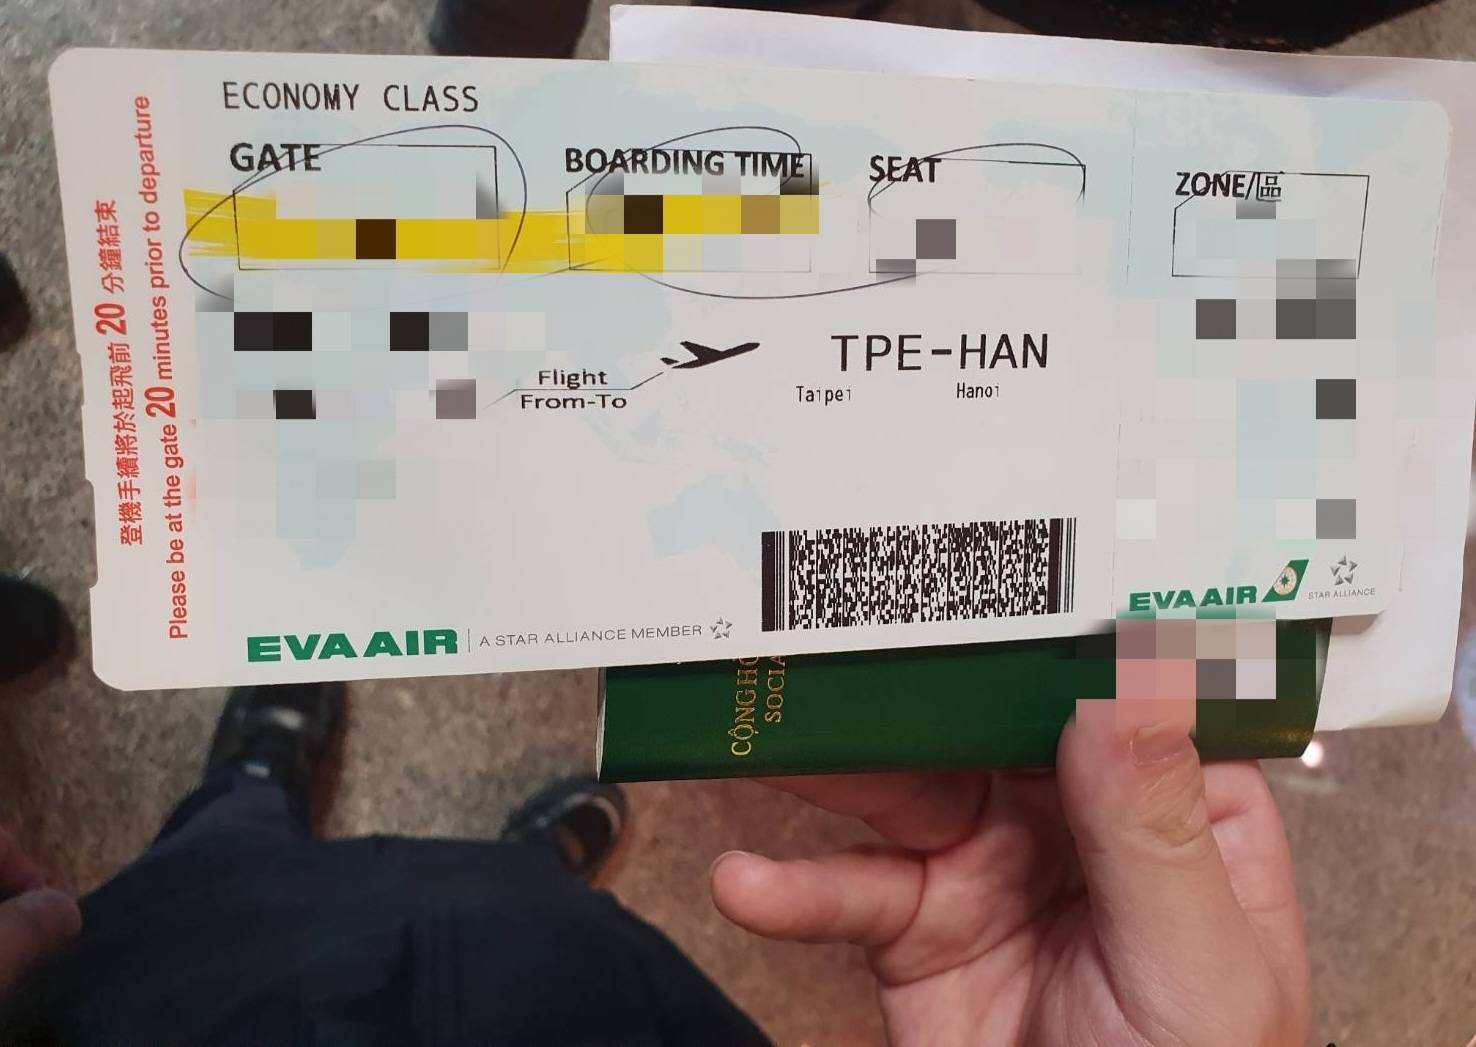 ECONOMY CLASS
GATE
BOARDING TIME
SEAT
ZONE/區
登機手續將於起飛前 20 分鐘結束
Please be at the gate 20 minutes prior to departure
Flight
From-To
TPE-HAN
Taipei
Hanoi
EVA AIR
A STAR ALLIANCE MEMBER
EVA AIR
STAR ALLIANCE
CỘNG
SOCIA